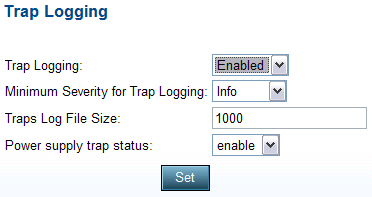 Trap Logging
Trap Logging: Enabled
Minimum Severity for Trap Logging: Info
Traps Log File Size: 1000
Power supply trap status: enable
Set